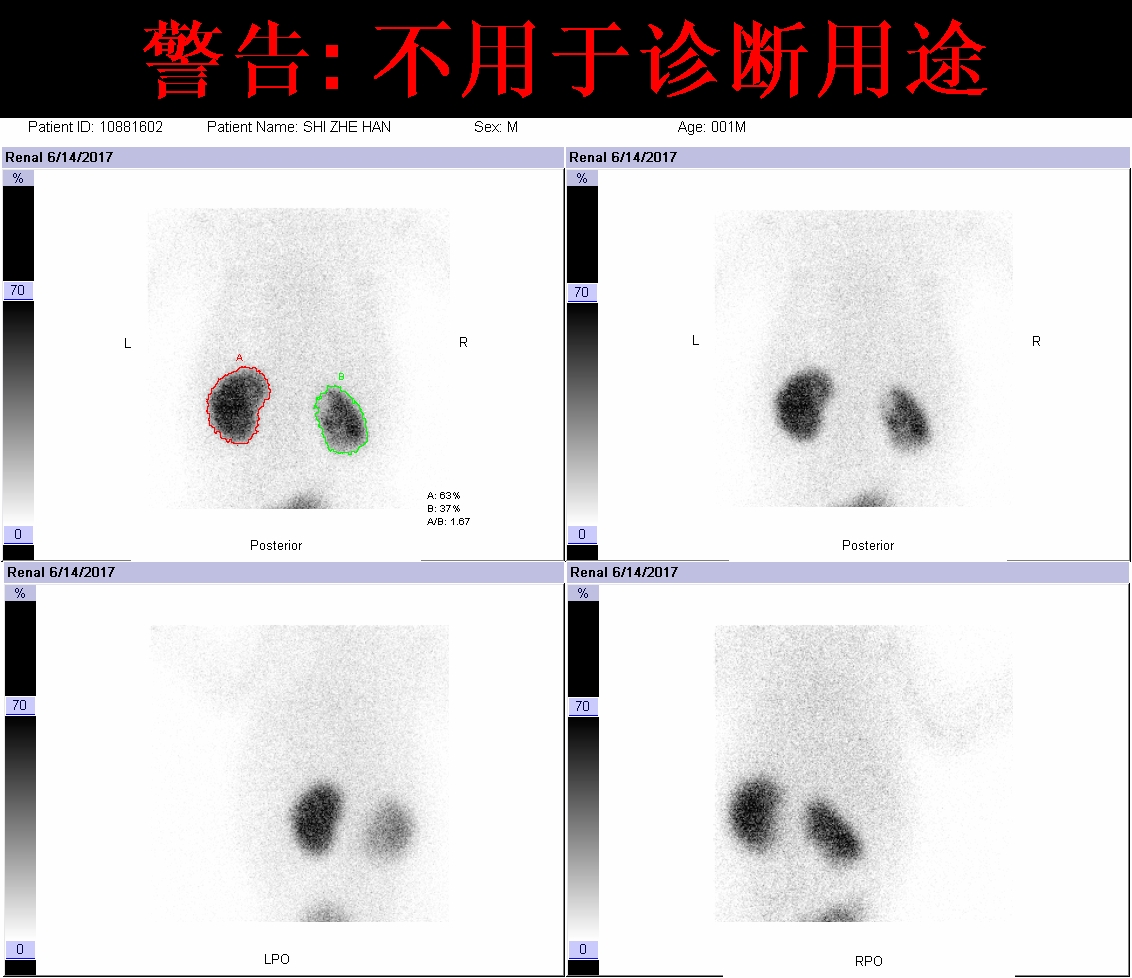 警告: 不用于诊断用途
Patient ID: 10881602 Patient Name: SHI ZHE HAN Sex: M Age: 001M
Renal 6/14/2017
%
70
L
R
A
B
A: 63%
B: 37%
A/B: 1.67
0
Posterior
Renal 6/14/2017
%
70
L
R
0
Posterior
Renal 6/14/2017
%
70
0
LPO
Renal 6/14/2017
%
70
0
RPO